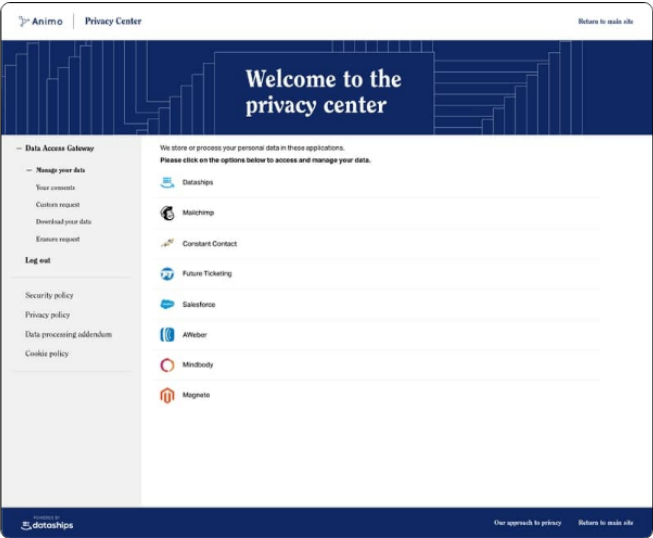 Animo
Privacy Center
Return to main site
Welcome to the
privacy center
Data Access Gateway
Manage your data
Your consents
Custom request
Download your data
Erasure request
Log out
Security policy
Privacy policy
Data processing addendum
Cookie policy
We store or process your personal data in these applications.
Please click on the options below to access and manage your data.
Dataships
Mailchimp
Constant Contact
FT
Future Ticketing
Salesforce
AWeber
Mindbody
Magneto
POWERED BY
dataships
Our approach to privacy
Return to main site